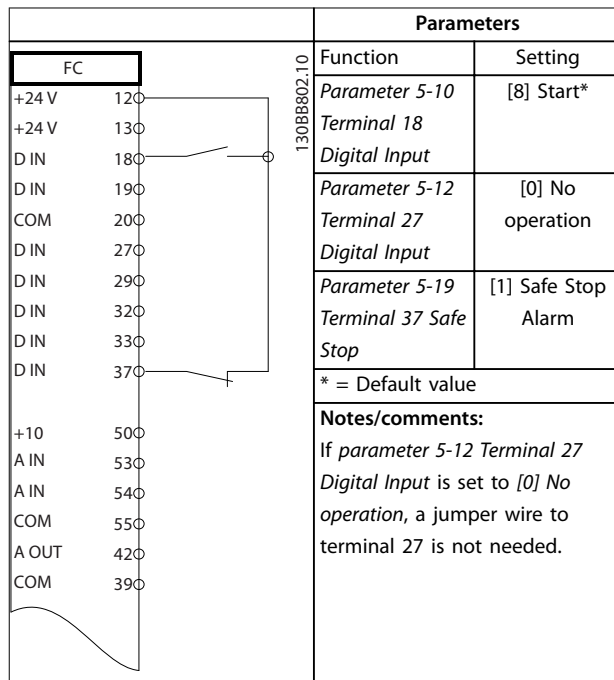 FC
+24 V 12
+24 V 13
D IN 18
D IN 19
COM 20
D IN 27
D IN 29
D IN 32
D IN 33
D IN 37
+10 50
A IN 53
A IN 54
COM 55
A OUT 42
COM 39
130BB802.10
Parameters
Function Setting
Parameter 5-10 [8] Start*
Terminal 18
Digital Input
Parameter 5-12 [0] No
Terminal 27 operation
Digital Input
Parameter 5-19 [1] Safe Stop
Terminal 37 Safe Alarm
Stop
* = Default value
Notes/comments:
If parameter 5-12 Terminal 27
Digital Input is set to [0] No
operation, a jumper wire to
terminal 27 is not needed.